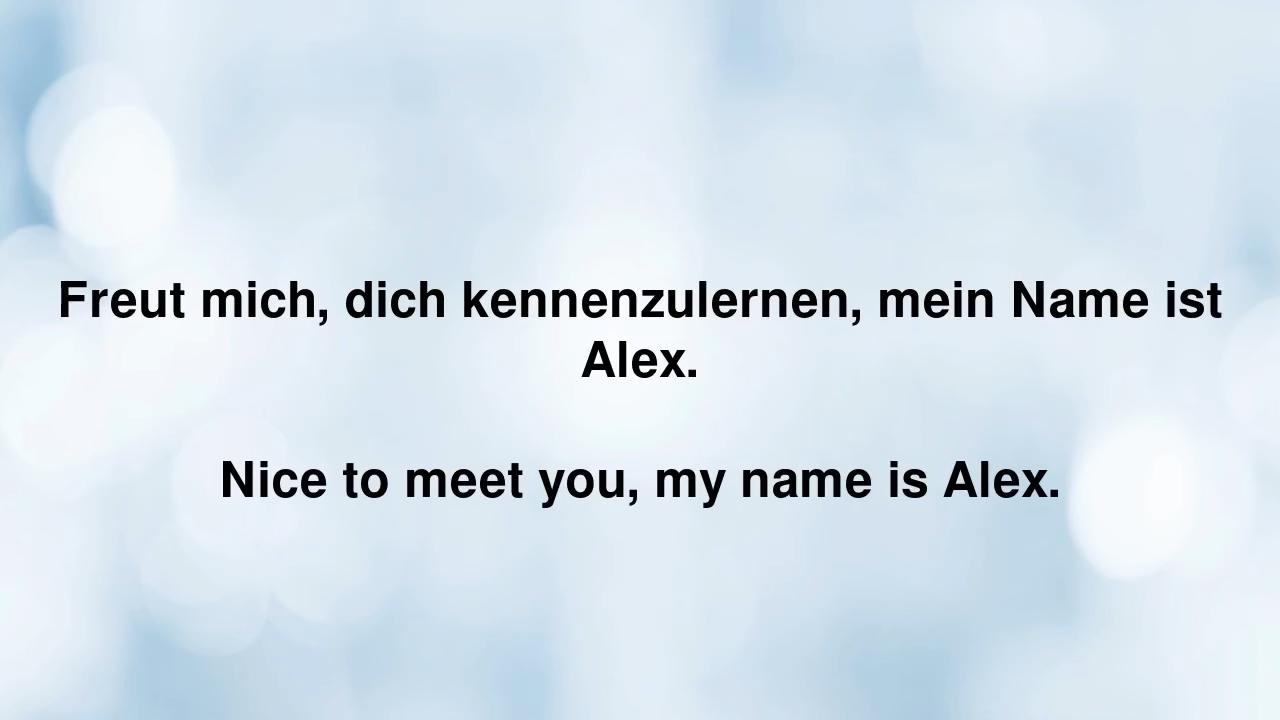 Freut mich, dich kennenzulernen, mein Name ist
Alex.
Nice to meet you, my name is Alex.